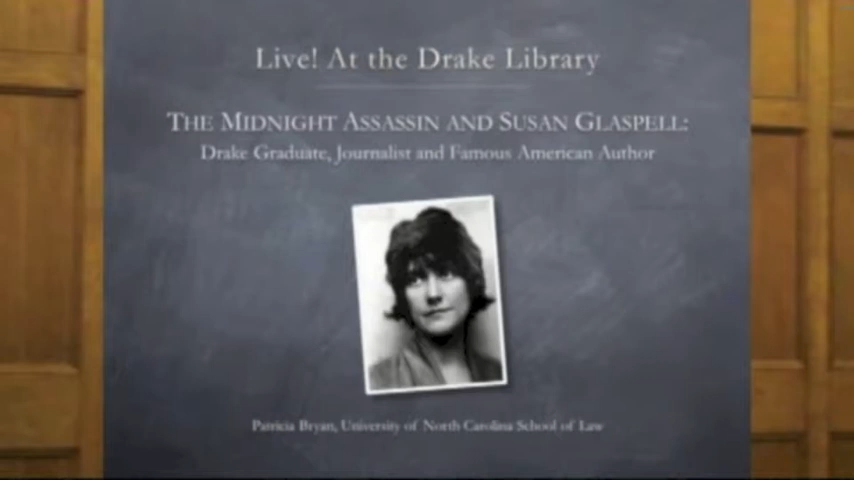 Live! At the Drake Library
THE MIDNIGHT ASSASSIN AND SUSAN GLASPELL:
Drake Graduate, Journalist and Famous American Author
Patricia Bryan, University of North Carolina School of Law